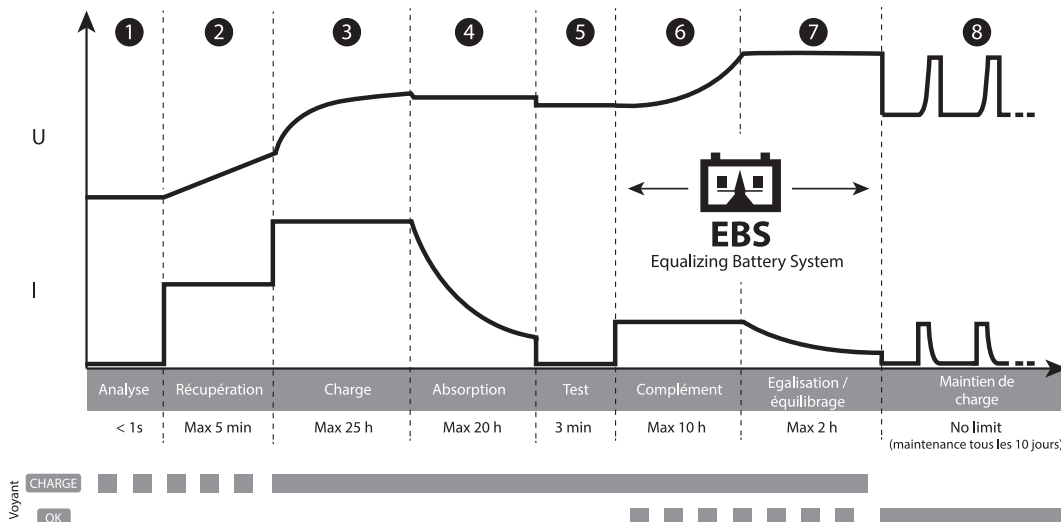 1 2 3 4 5 6 7 8
U
EBS
Equalizing Battery System
I
Analyse Récupération Charge Absorption Test Complément Egalisation / équilibrage Maintien de charge
< 1s Max 5 min Max 25 h Max 20 h 3 min Max 10 h Max 2 h No limit
(maintenance tous les 10 jours)
Voyant
CHARGE
OK